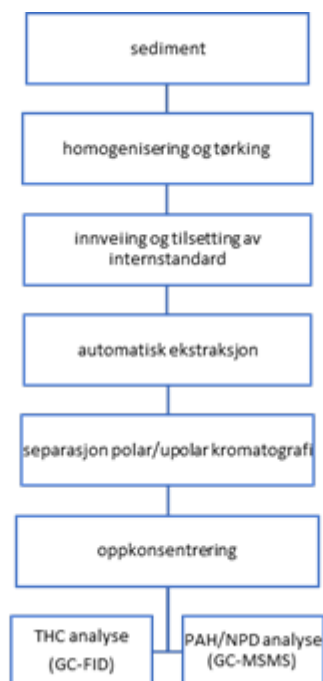 sediment
homogenisering og tørking
innveiing og tilsetting av
internstandard
automatisk ekstraksjon
separasjon polar/upolar kromatografi
oppkonsentrering
THC analyse
(GC-FID)
PAH/NPD analyse
(GC-MSMS)